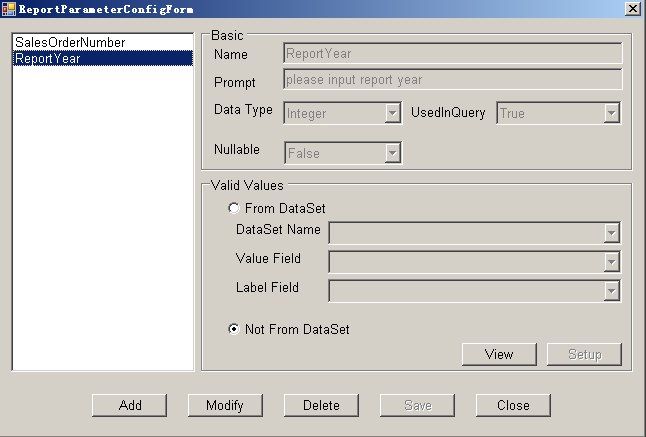 ReportParameterConfigForm
SalesOrderNumber
ReportYear
Basic
Name ReportYear
Prompt please input report year
Data Type Integer UsedInQuery True
Nullable False
Valid Values
From DataSet
DataSet Name
Value Field
Label Field
Not From DataSet
View Setup
Add Modify Delete Save Close